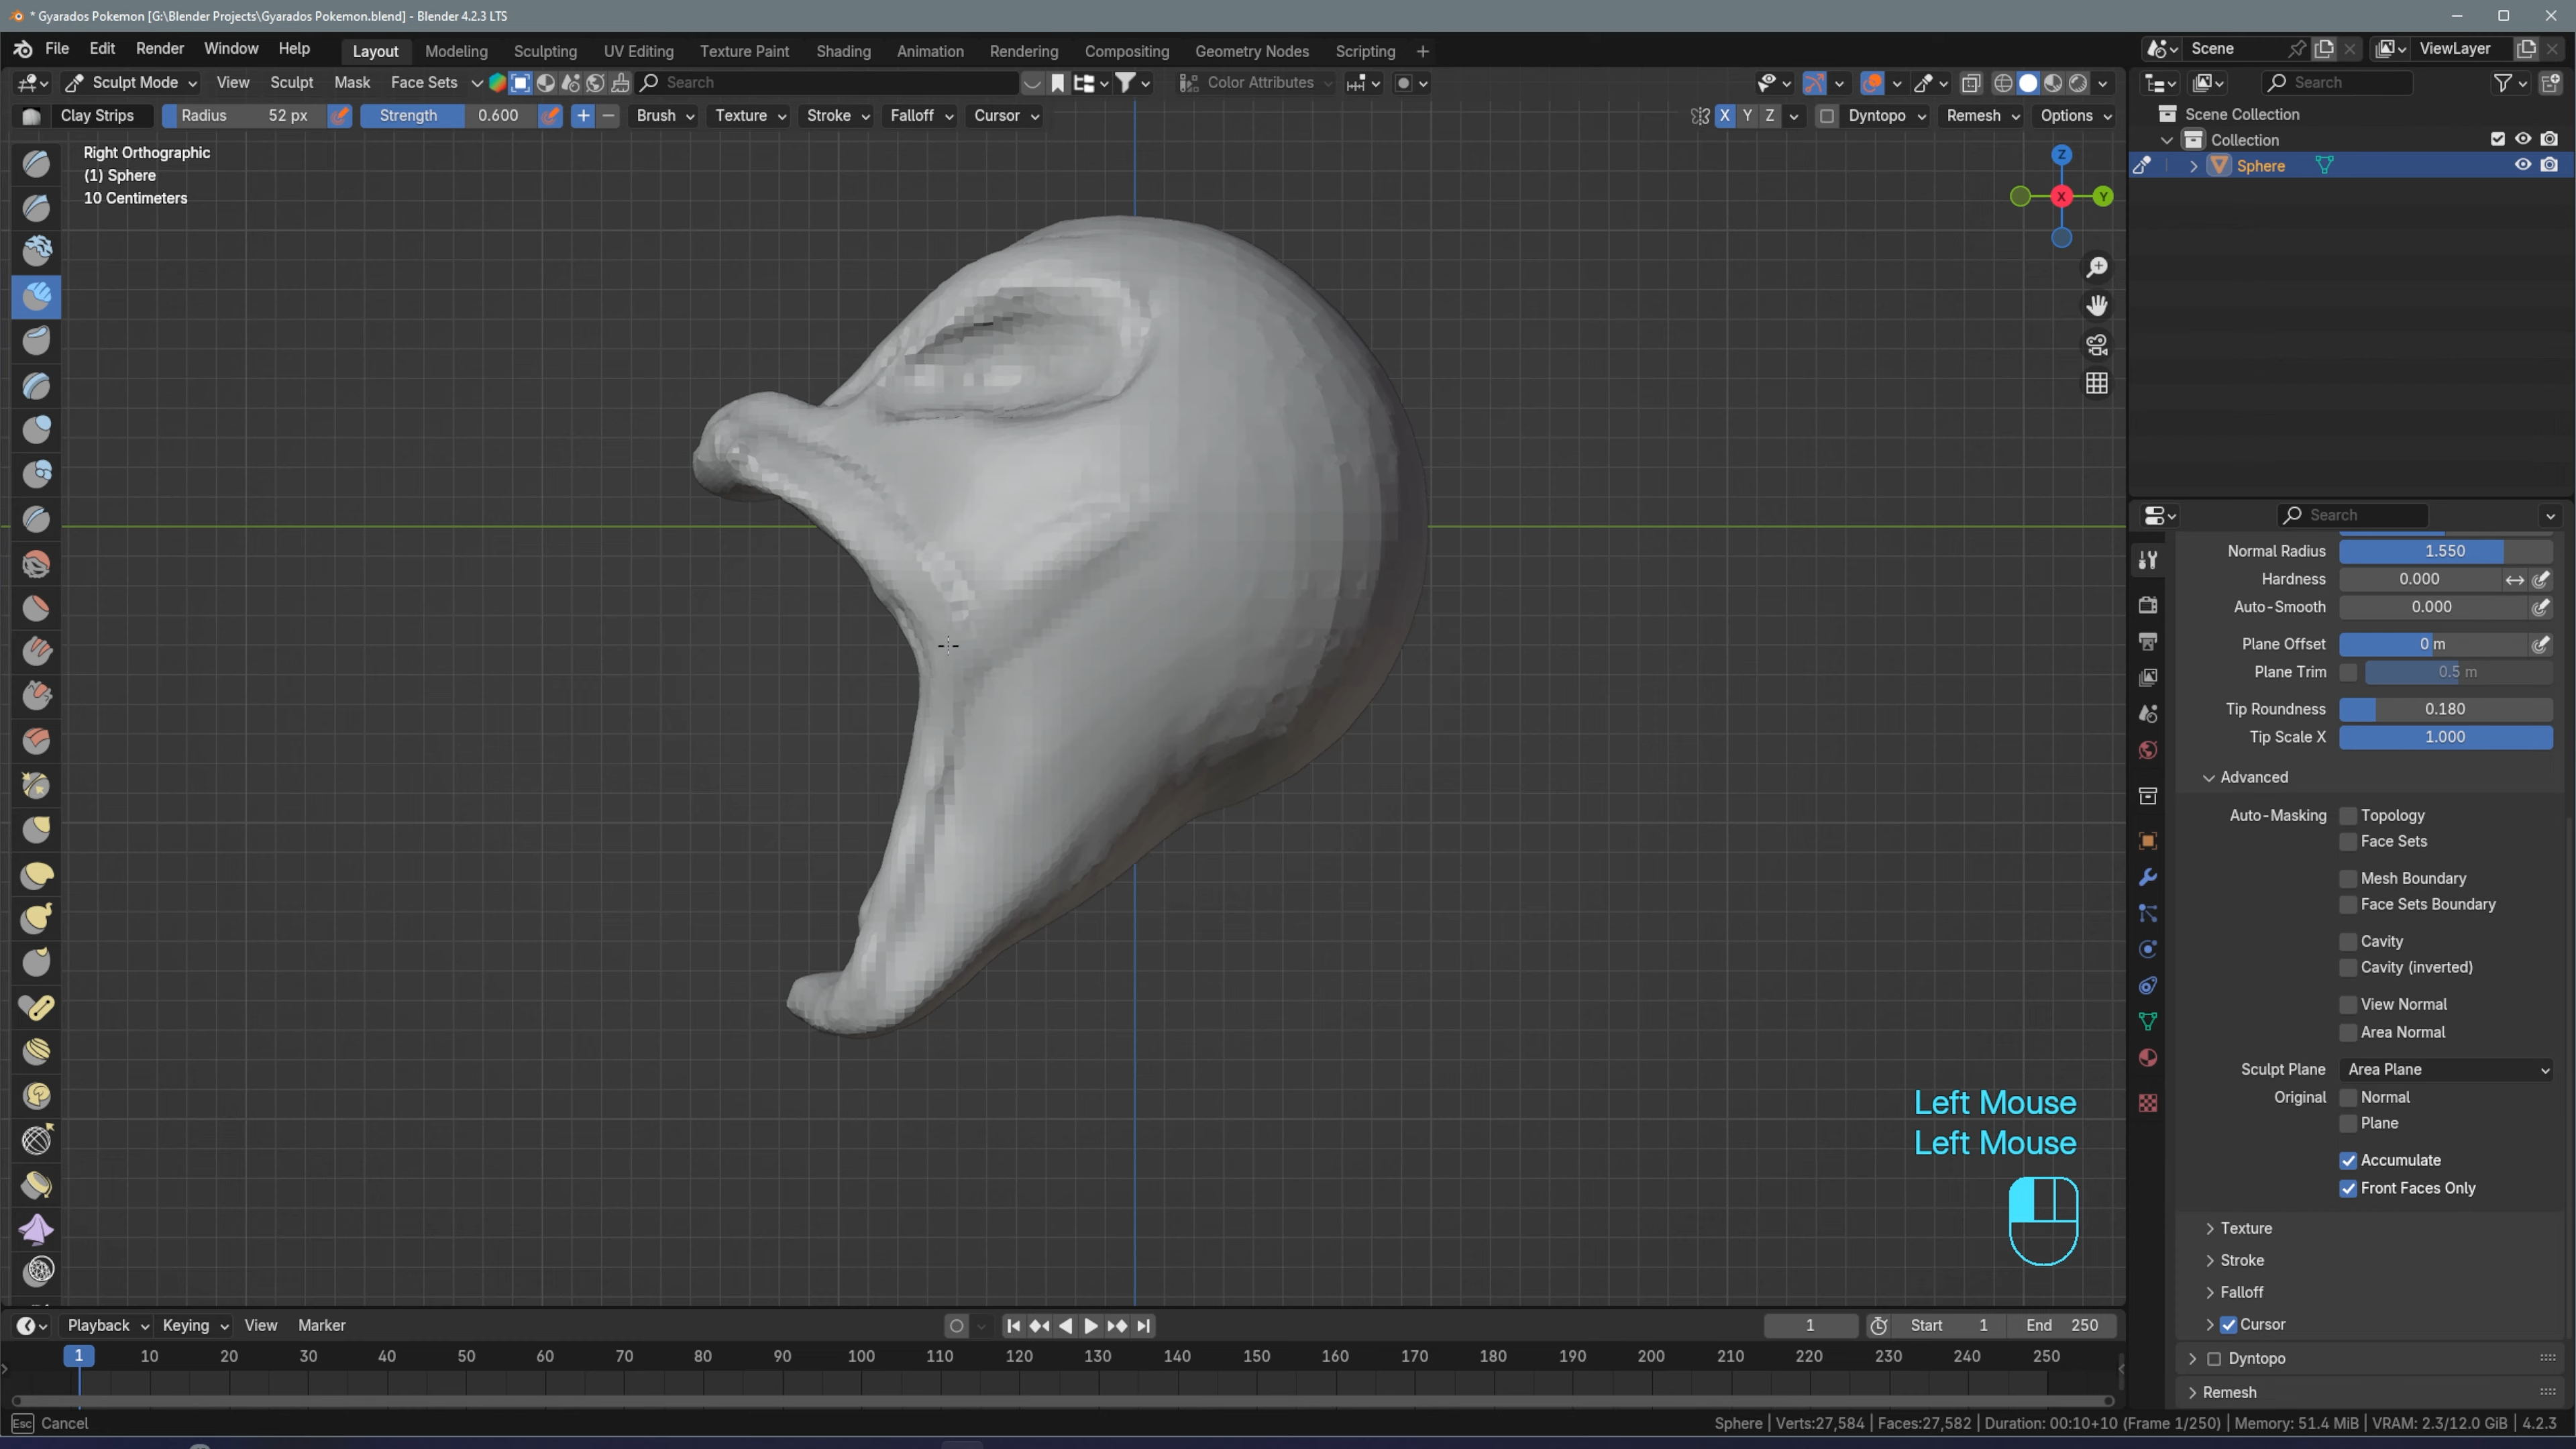 * Gyarados Pokemon [G:\Blender Projects\Gyarados Pokemon.blend] - Blender 4.2.3 LTS
File Edit Render Window Help Layout Modeling Sculpting UV Editing Texture Paint Shading Animation Rendering Compositing Geometry Nodes Scripting + Scene ViewLayer
Sculpt Mode View Sculpt Mask Face Sets Search Color Attributes Search
Clay Strips Radius 52 px Strength 0.600 + − Brush Texture Stroke Falloff Cursor X Y Z Dyntopo Remesh Options
Scene Collection
Collection
Sphere
Right Orthographic
(1) Sphere
10 Centimeters
Z
X
Y
Search
Normal Radius 1.550
Hardness 0.000
Auto-Smooth 0.000
Plane Offset 0 m
Plane Trim 0.5 m
Tip Roundness 0.180
Tip Scale X 1.000
Advanced
Auto-Masking Topology
Face Sets
Mesh Boundary
Face Sets Boundary
Cavity
Cavity (inverted)
View Normal
Area Normal
Sculpt Plane Area Plane
Original Normal
Plane
Accumulate
Front Faces Only
Texture
Stroke
Falloff
Cursor
Dyntopo
Remesh
Left Mouse
Left Mouse
Playback Keying View Marker 1 Start 1 End 250
1 10 20 30 40 50 60 70 80 90 100 110 120 130 140 150 160 170 180 190 200 210 220 230 240 250
Esc Cancel Sphere | Verts:27,584 | Faces:27,582 | Duration: 00:10+10 (Frame 1/250) | Memory: 51.4 MiB | VRAM: 2.3/12.0 GiB | 4.2.3